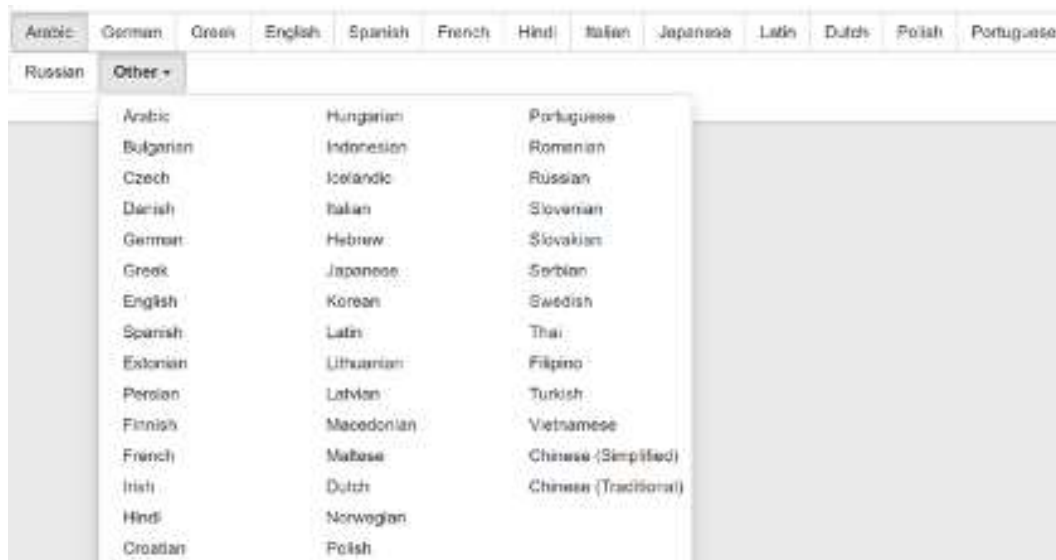 Arabic German Greek English Spanish French Hindi Italian Japanese Latin Dutch Polish Portuguese
Russian Other
Arabic Hungarian Portuguese
Bulgarian Indonesian Romanian
Czech Icelandic Russian
Danish Italian Slovenian
German Hebrew Slovakian
Greek Japanese Serbian
English Korean Swedish
Spanish Latin Thai
Estonian Lithuanian Filipino
Persian Latvian Turkish
Finnish Macedonian Vietnamese
French Maltese Chinese (Simplified)
Irish Dutch Chinese (Traditional)
Hindi Norwegian
Croatian Polish